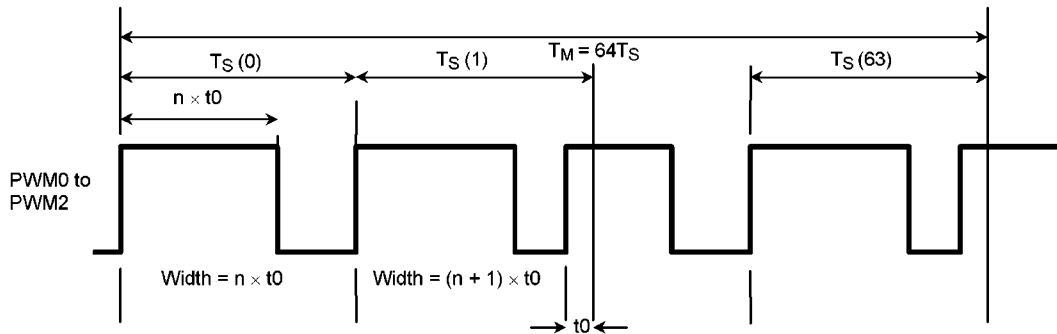 T_M = 64T_S
T_S (0)
T_S (1)
T_S (63)
n × t0
PWM0 to
PWM2
Width = n × t0
Width = (n + 1) × t0
t0